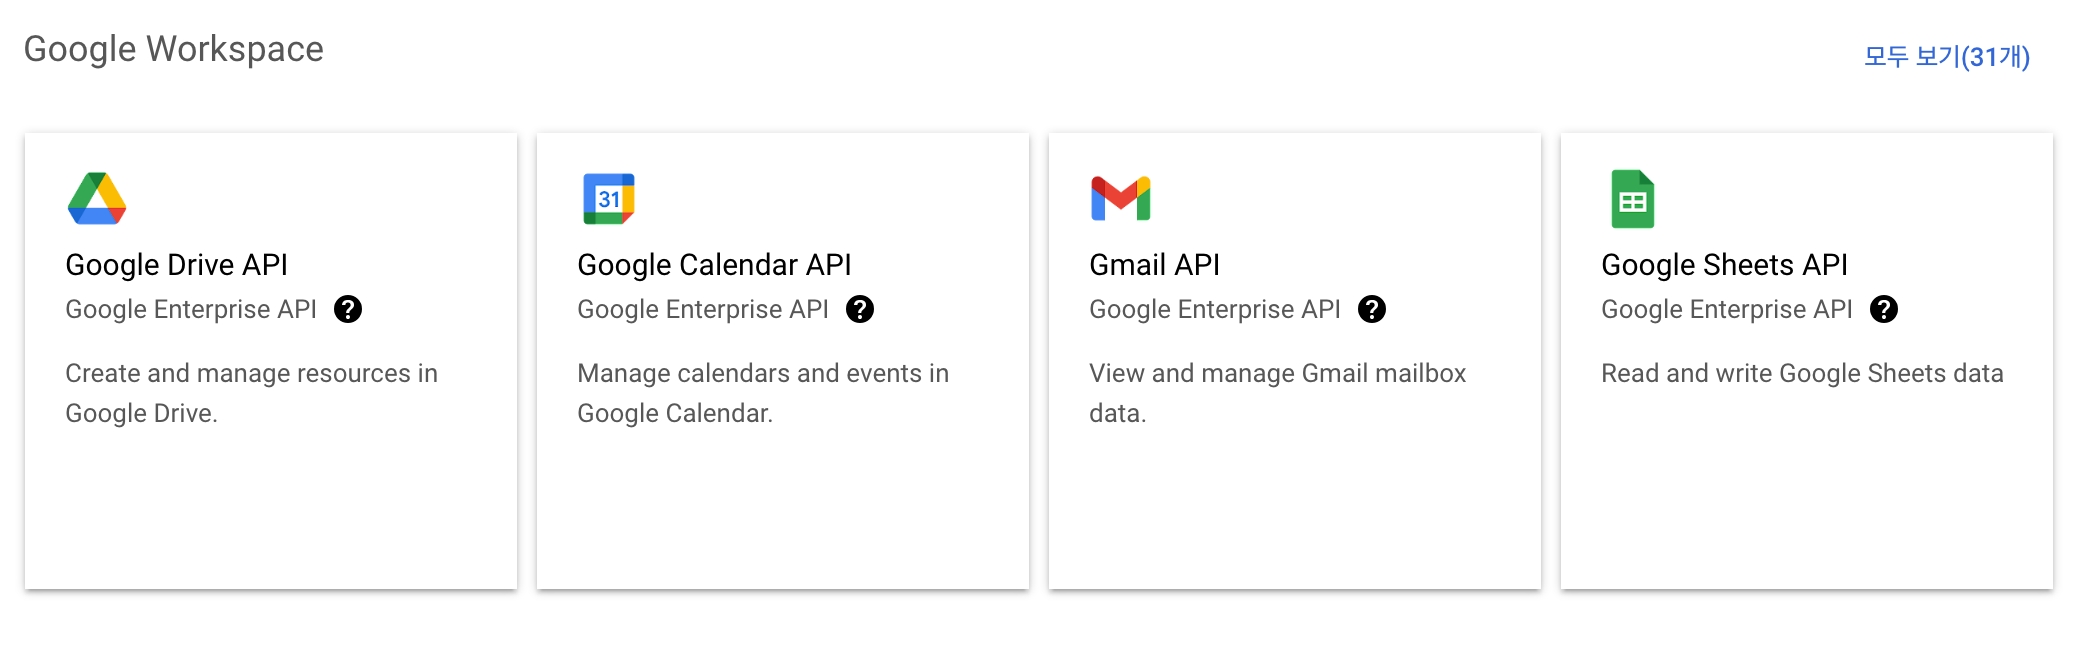 Google Workspace
모두 보기(31개)
31
Google Drive API
Google Enterprise API ?
Create and manage resources in
Google Drive.
Google Calendar API
Google Enterprise API ?
Manage calendars and events in
Google Calendar.
Gmail API
Google Enterprise API ?
View and manage Gmail mailbox
data.
Google Sheets API
Google Enterprise API ?
Read and write Google Sheets data